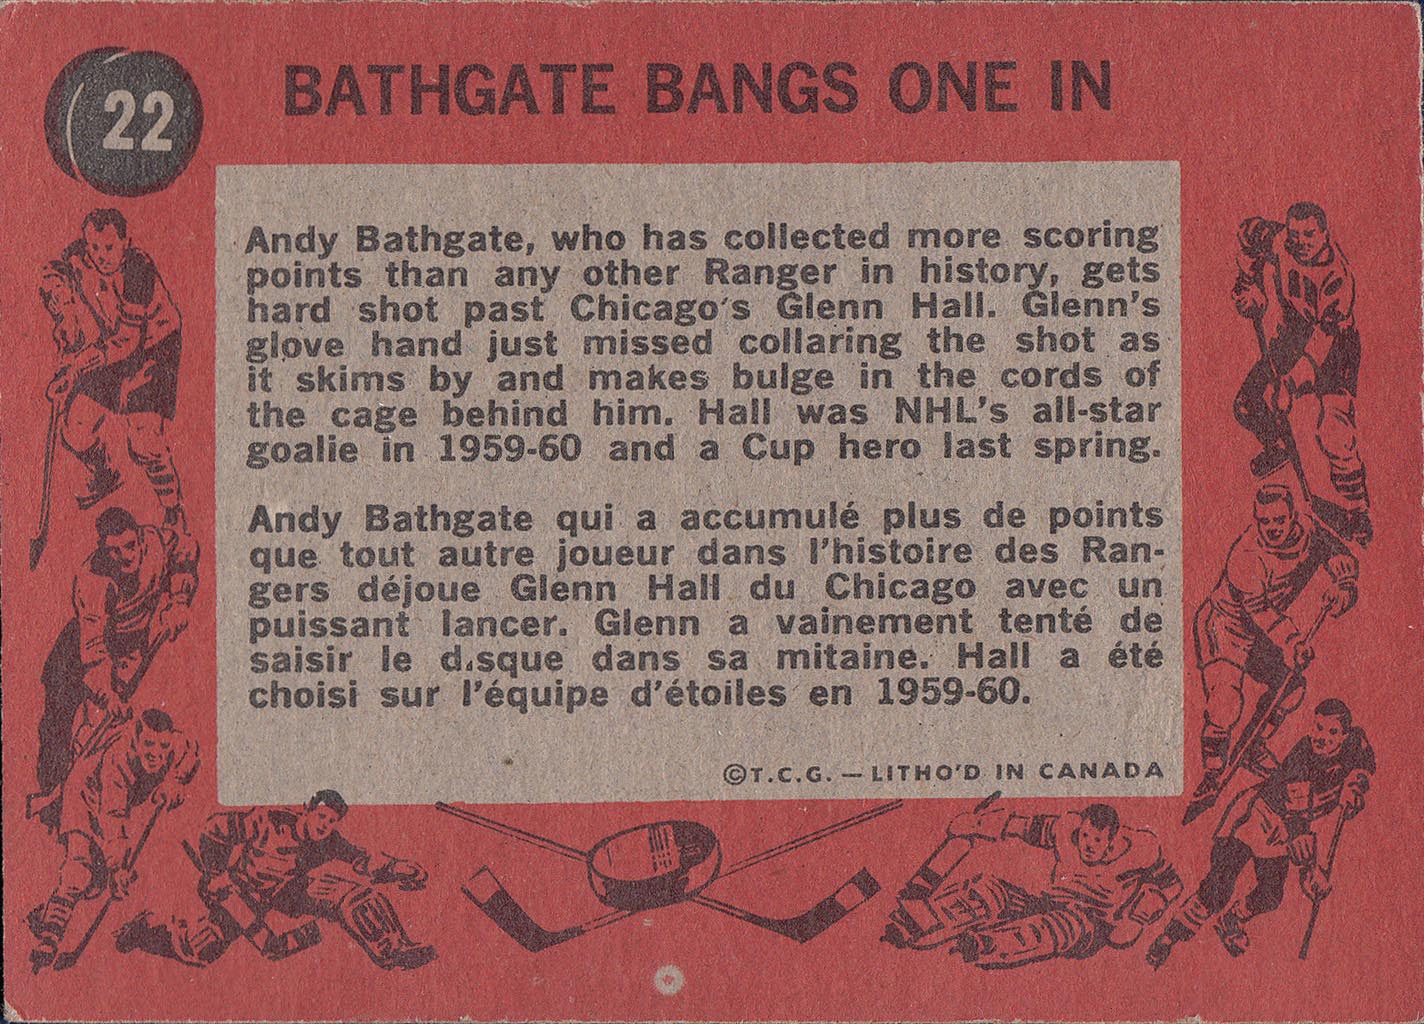 22
BATHGATE BANGS ONE IN
Andy Bathgate, who has collected more scoring
points than any other Ranger in history, gets
hard shot past Chicago's Glenn Hall. Glenn's
glove hand just missed collaring the shot as
it skims by and makes bulge in the cords of
the cage behind him. Hall was NHL's all-star
goalie in 1959-60 and a Cup hero last spring.
Andy Bathgate qui a accumulé plus de points
que tout autre joueur dans l'histoire des Ran-
gers déjoue Glenn Hall du Chicago avec un
puissant lancer. Glenn a vainement tenté de
saisir le disque dans sa mitaine. Hall a été
choisi sur l'équipe d'étoiles en 1959-60.
©T.C.G. — LITHO'D IN CANADA